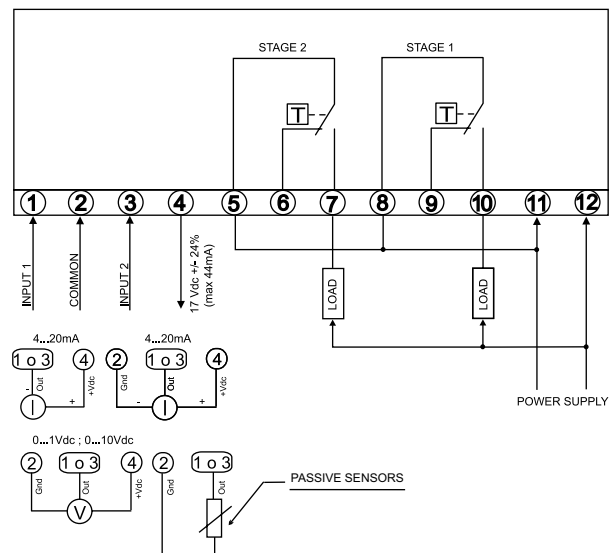 STAGE 2
STAGE 1
T
T
1 2 3 4 5 6 7 8 9 10 11 12
INPUT 1
COMMON
INPUT 2
17 Vdc +/- 24%
(max 44mA)
LOAD
LOAD
POWER SUPPLY
4...20mA
1 o 3
4
-
Out
+
+Vdc
I
4...20mA
2
1 o 3
4
Gnd
-
Out
+
+Vdc
I
0...1Vdc ; 0...10Vdc
2
1 o 3
4
Gnd
Out
+Vdc
V
2
1 o 3
Gnd
Out
PASSIVE SENSORS